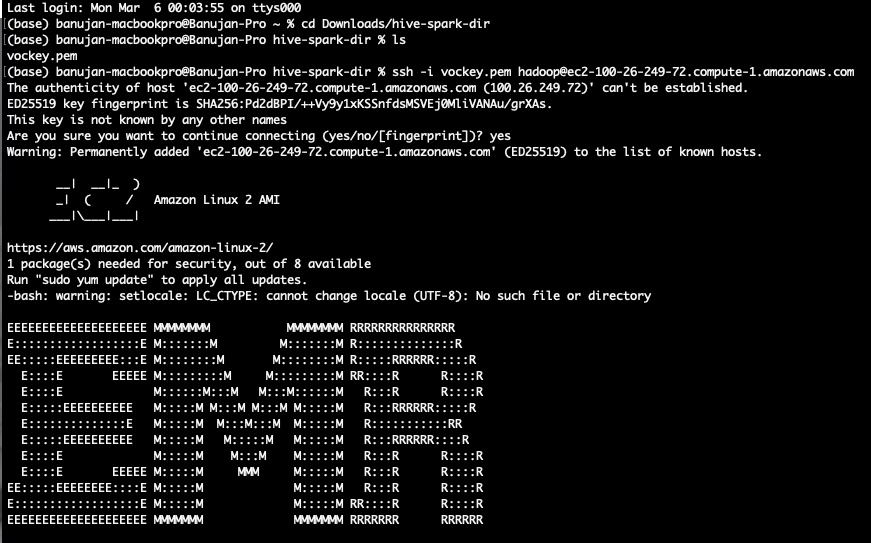 Last login: Mon Mar  6 00:03:55 on ttys000
(base) banujan-macbookpro@Banujan-Pro ~ % cd Downloads/hive-spark-dir
(base) banujan-macbookpro@Banujan-Pro hive-spark-dir % ls
vockey.pem
(base) banujan-macbookpro@Banujan-Pro hive-spark-dir % ssh -i vockey.pem hadoop@ec2-100-26-249-72.compute-1.amazonaws.com
The authenticity of host 'ec2-100-26-249-72.compute-1.amazonaws.com (100.26.249.72)' can't be established.
ED25519 key fingerprint is SHA256:Pd2dBPI/++Vy9y1xKSSnfdsMSVEj0MliVANAu/grXAs.
This key is not known by any other names
Are you sure you want to continue connecting (yes/no/[fingerprint])? yes
Warning: Permanently added 'ec2-100-26-249-72.compute-1.amazonaws.com' (ED25519) to the list of known hosts.

       __|  __|_  )
       _|  (     /   Amazon Linux 2 AMI
      ___|\___|___|

https://aws.amazon.com/amazon-linux-2/
1 package(s) needed for security, out of 8 available
Run "sudo yum update" to apply all updates.
-bash: warning: setlocale: LC_CTYPE: cannot change locale (UTF-8): No such file or directory

EEEEEEEEEEEEEEEEEEEE MMMMMMMM           MMMMMMMM RRRRRRRRRRRRRRR
E::::::::::::::::::E M:::::::M         M:::::::M R::::::::::::::R
EE:::::EEEEEEEEE:::E M::::::::M       M::::::::M R:::::RRRRRR:::::R
  E::::E       EEEEE M:::::::::M     M:::::::::M RR::::R      R::::R
  E::::E             M::::::M:::M   M:::M::::::M   R:::R      R::::R
  E:::::EEEEEEEEEE   M:::::M M:::M M:::M M:::::M   R:::RRRRRR:::::R
  E::::::::::::::E   M:::::M  M:::M:::M  M:::::M   R:::::::::::RR
  E:::::EEEEEEEEEE   M:::::M   M:::::M   M:::::M   R:::RRRRRR::::R
  E::::E             M:::::M    M:::M    M:::::M   R:::R      R::::R
  E::::E       EEEEE M:::::M     MMM     M:::::M   R:::R      R::::R
EE:::::EEEEEEEE::::E M:::::M             M:::::M   R:::R      R::::R
E::::::::::::::::::E M:::::M             M:::::M RR::::R      R::::R
EEEEEEEEEEEEEEEEEEEE MMMMMMM             MMMMMMM RRRRRRR      RRRRRR